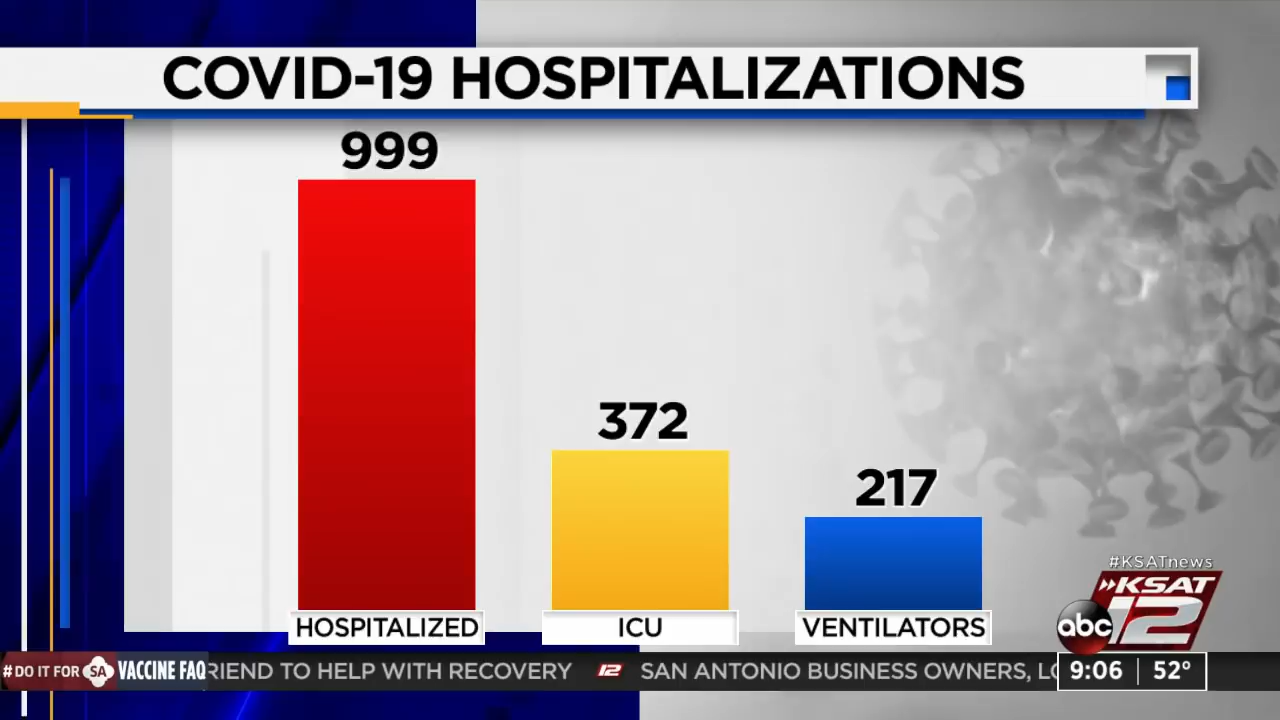 COVID-19 HOSPITALIZATIONS
999
372
217
HOSPITALIZED
ICU
VENTILATORS
#KSATnews
KSAT
abc 12
#DO IT FOR SA VACCINE FAQ RIEND TO HELP WITH RECOVERY 12 SAN ANTONIO BUSINESS OWNERS, LO
9:06 52°